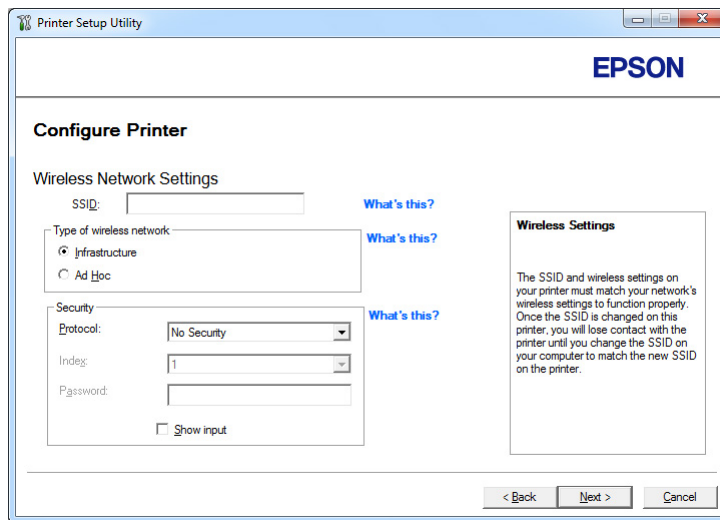 Printer Setup Utility
EPSON
Configure Printer
Wireless Network Settings
SSID: What's this?
Type of wireless network
What's this?
Infrastructure
Ad Hoc
Security
What's this?
Protocol: No Security
Index: 1
Password:
Show input
Wireless Settings
The SSID and wireless settings on
your printer must match your network's
wireless settings to function properly.
Once the SSID is changed on this
printer, you will lose contact with the
printer until you change the SSID on
your computer to match the new SSID
on the printer.
< Back Next > Cancel